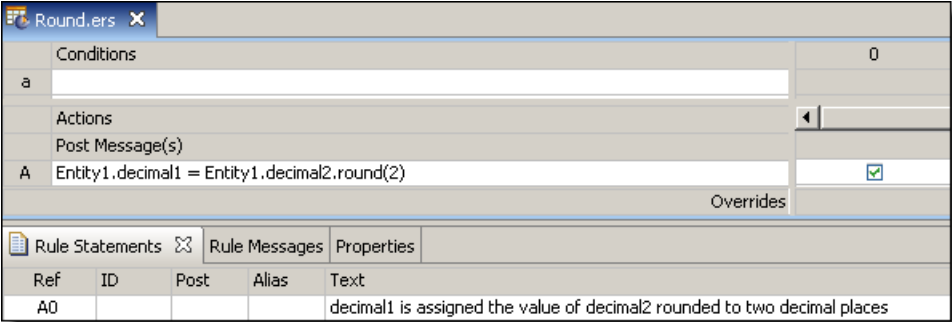 Round.ers
Conditions 0
a
Actions
Post Message(s)
A Entity1.decimal1 = Entity1.decimal2.round(2)
Overrides
Rule Statements Rule Messages Properties
Ref ID Post Alias Text
A0 decimal1 is assigned the value of decimal2 rounded to two decimal places